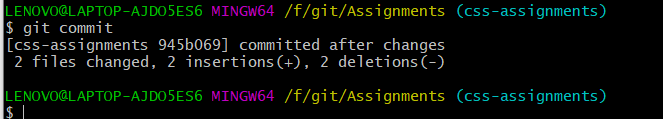 LENOVO@LAPTOP-AJDO5ES6 MINGW64 /f/git/Assignments (css-assignments)
$ git commit
[css-assignments 945b069] committed after changes
 2 files changed, 2 insertions(+), 2 deletions(-)
LENOVO@LAPTOP-AJDO5ES6 MINGW64 /f/git/Assignments (css-assignments)
$